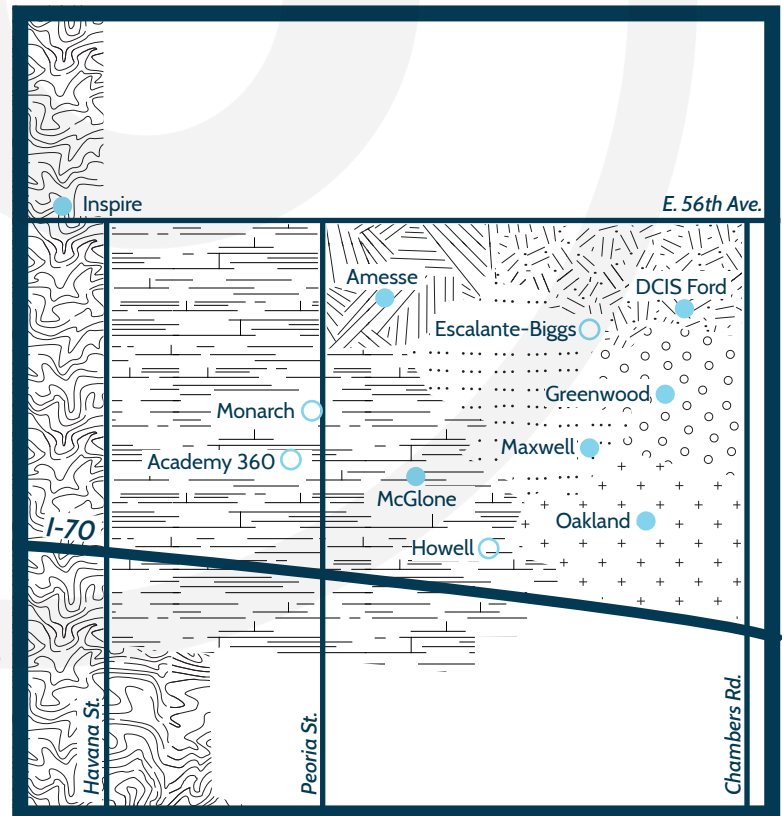 Inspire
E. 56th Ave.
Amesse
DCIS Ford
Escalante-Biggs
Greenwood
Monarch
Maxwell
Academy 360
McGlone
Oakland
I-70
Howell
Havana St.
Peoria St.
Chambers Rd.